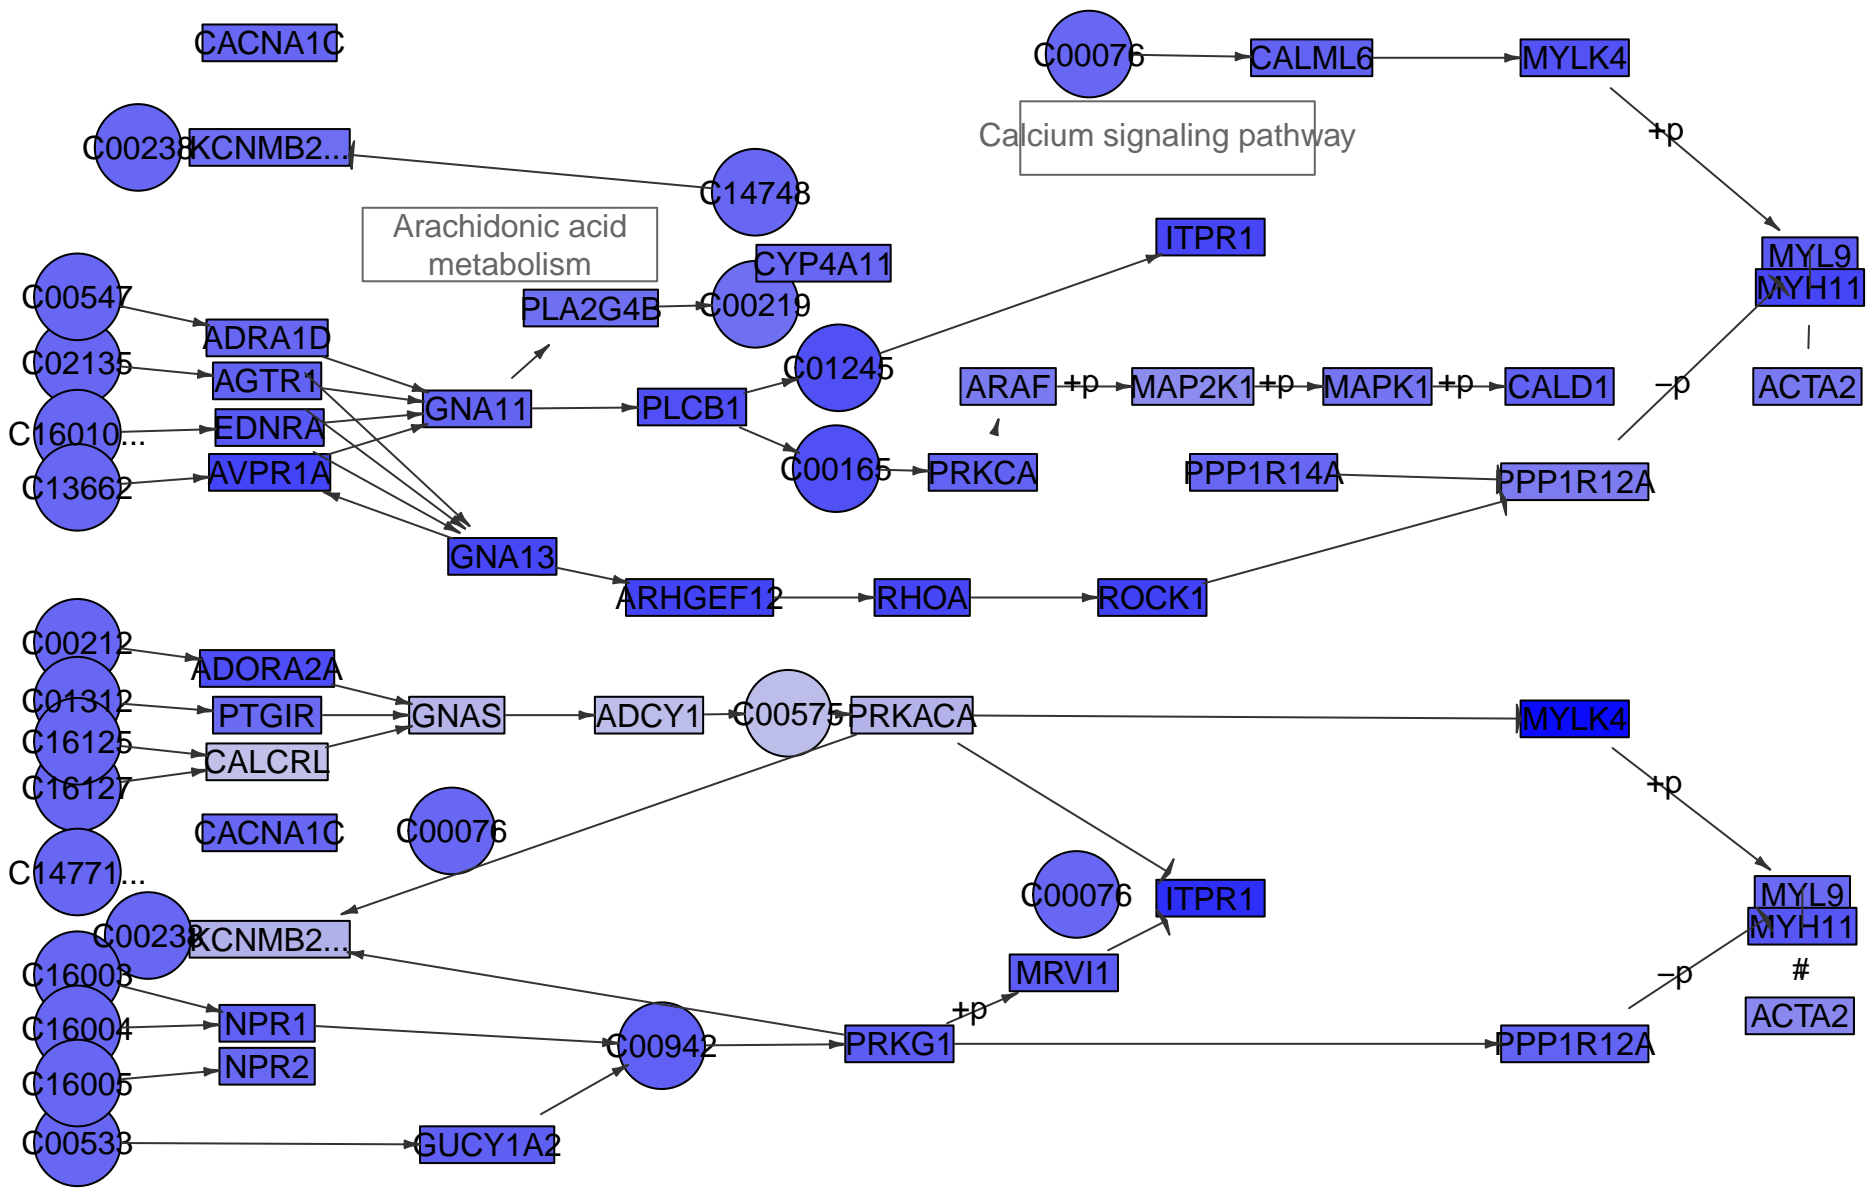 CACNA1C
C00076
CALML6
MYLK4
C00238
KCNMB2...
Calcium signaling pathway
+p
C14748
Arachidonic acid
metabolism
ITPR1
MYL9
CYP4A11
MYH11
C00547
PLA2G4B
C00219
ADRA1D
C02135
AGTR1
C01245
ARAF
+p
MAP2K1
+p
MAPK1
+p
CALD1
−p
ACTA2
GNA11
PLCB1
C16010...
EDNRA
C00165
PRKCA
PPP1R14A
PPP1R12A
AVPR1A
C13662
GNA13
ARHGEF12
RHOA
ROCK1
C00212
ADORA2A
C01312
PTGIR
GNAS
ADCY1
C00575
PRKACA
MYLK4
C16125
CALCRL
C16127
+p
CACNA1C
C00076
C14771...
C00076
ITPR1
MYL9
MYH11
C00238
KCNMB2...
C16003
MRVI1
−p
#
+p
C16004
NPR1
ACTA2
C00942
PRKG1
PPP1R12A
NPR2
C16005
C00533
GUCY1A2